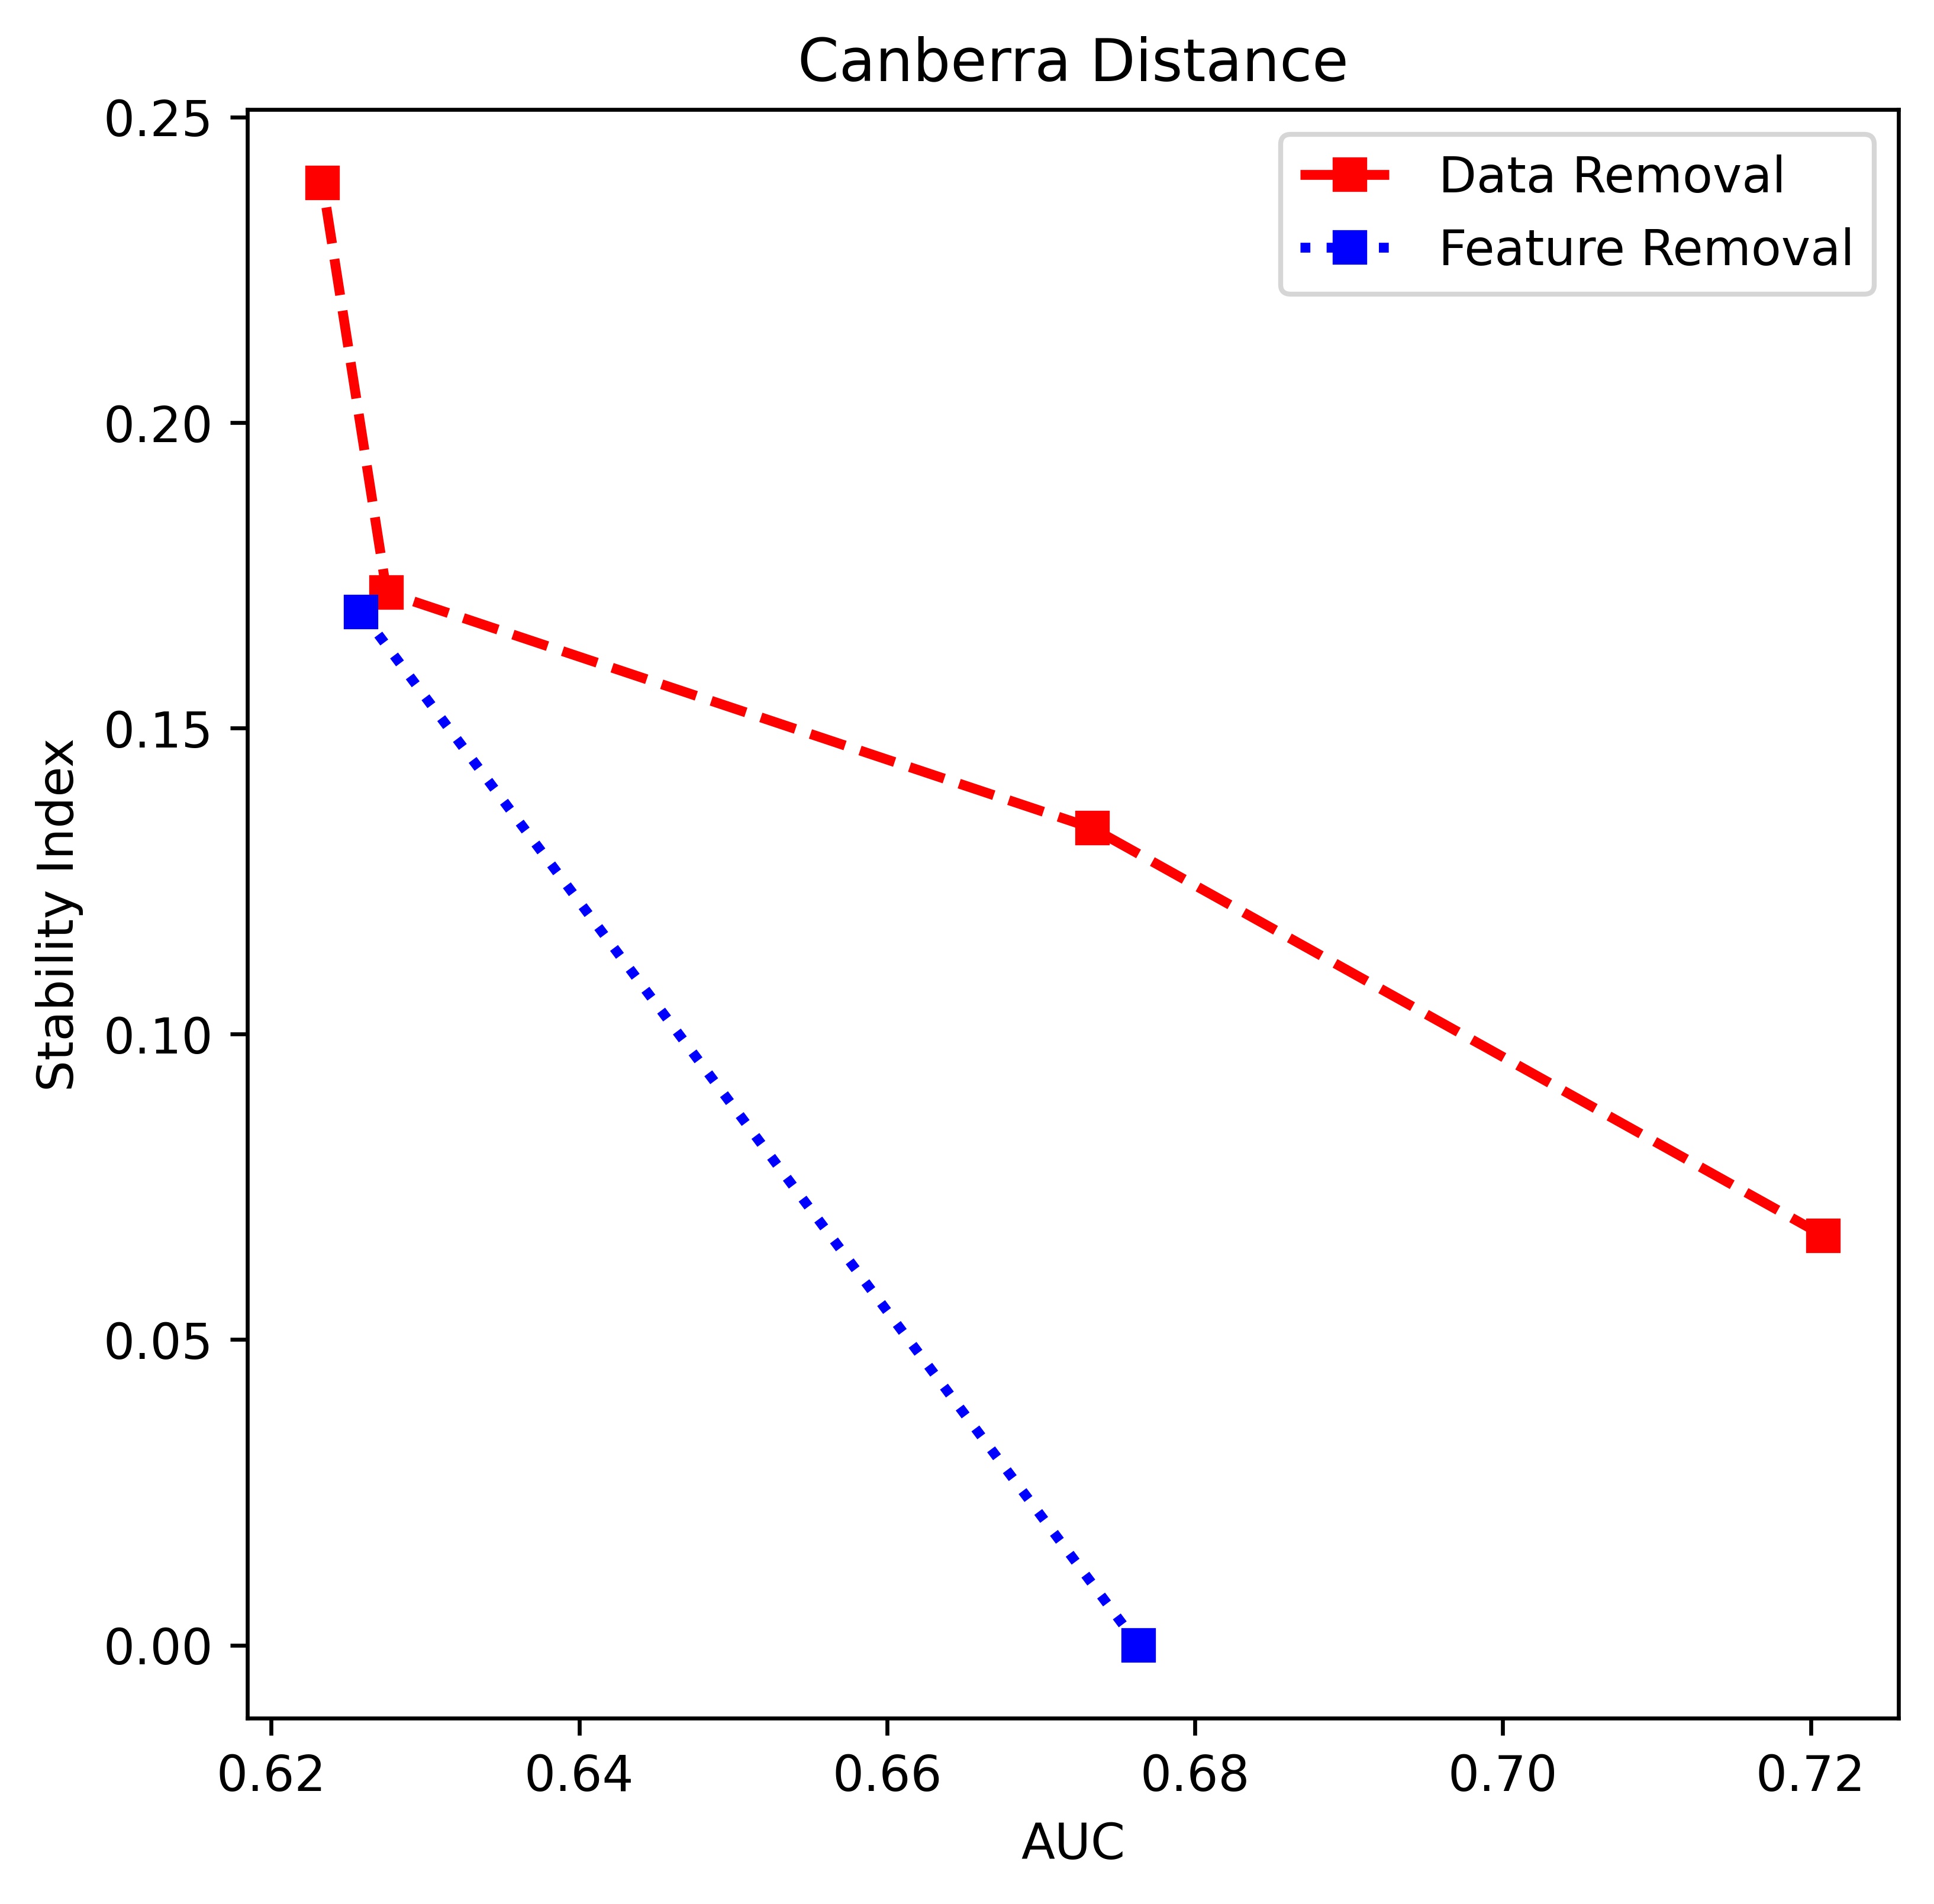 Canberra Distance
Data Removal
Feature Removal
Stability Index
0.25
0.20
0.15
0.10
0.05
0.00
0.62 0.64 0.66 0.68 0.70 0.72
AUC